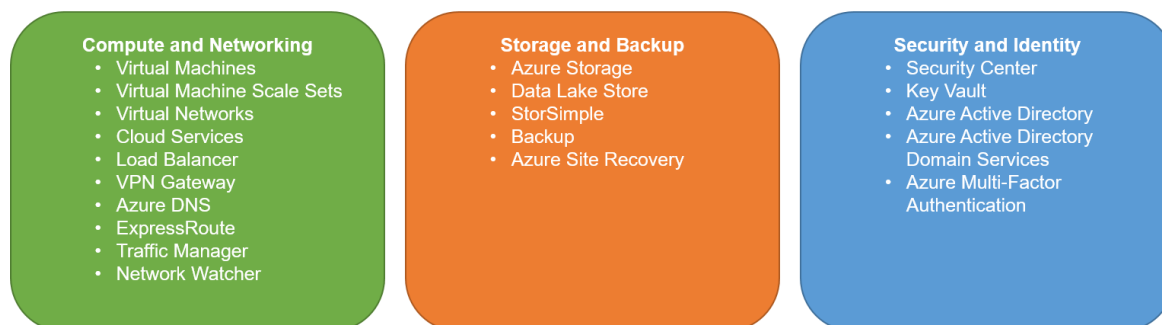 Compute and Networking
• Virtual Machines
• Virtual Machine Scale Sets
• Virtual Networks
• Cloud Services
• Load Balancer
• VPN Gateway
• Azure DNS
• ExpressRoute
• Traffic Manager
• Network Watcher
Storage and Backup
• Azure Storage
• Data Lake Store
• StorSimple
• Backup
• Azure Site Recovery
Security and Identity
• Security Center
• Key Vault
• Azure Active Directory
• Azure Active Directory
Domain Services
• Azure Multi-Factor
Authentication